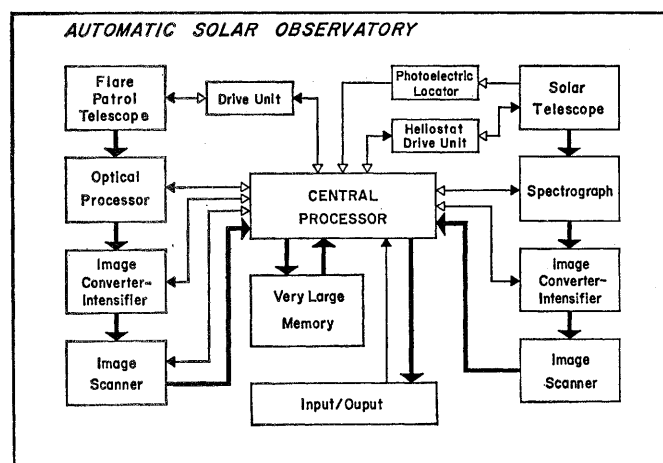 AUTOMATIC SOLAR OBSERVATORY
Flare
Patrol
Telescope
Drive Unit
Photoelectric
Locator
Solar
Telescope
Heliostat
Drive Unit
Optical
Processor
CENTRAL
PROCESSOR
Spectrograph
Image
Converter-
Intensifier
Very Large
Memory
Image
Converter-
Intensifier
Image
Scanner
Input/Ouput
Image
Scanner